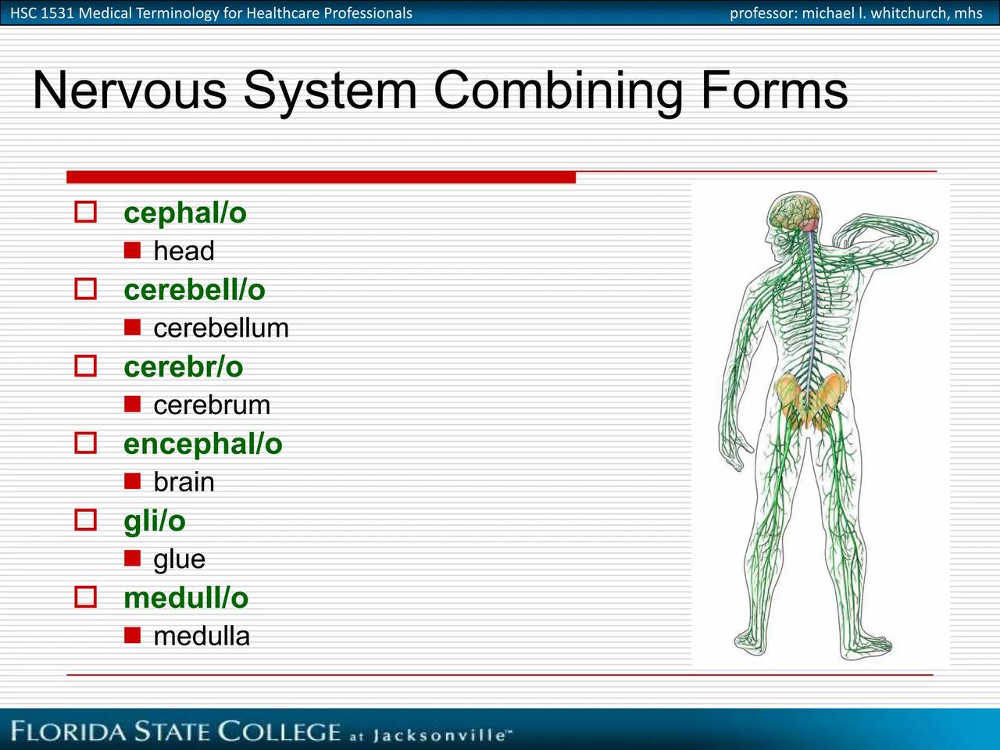 HSC 1531 Medical Terminology for Healthcare Professionals professor: michael l. whitchurch, mhs
Nervous System Combining Forms
cephal/o
head
cerebell/o
cerebellum
cerebr/o
cerebrum
encephal/o
brain
gli/o
glue
medull/o
medulla
FLORIDA STATE COLLEGE at Jacksonville™